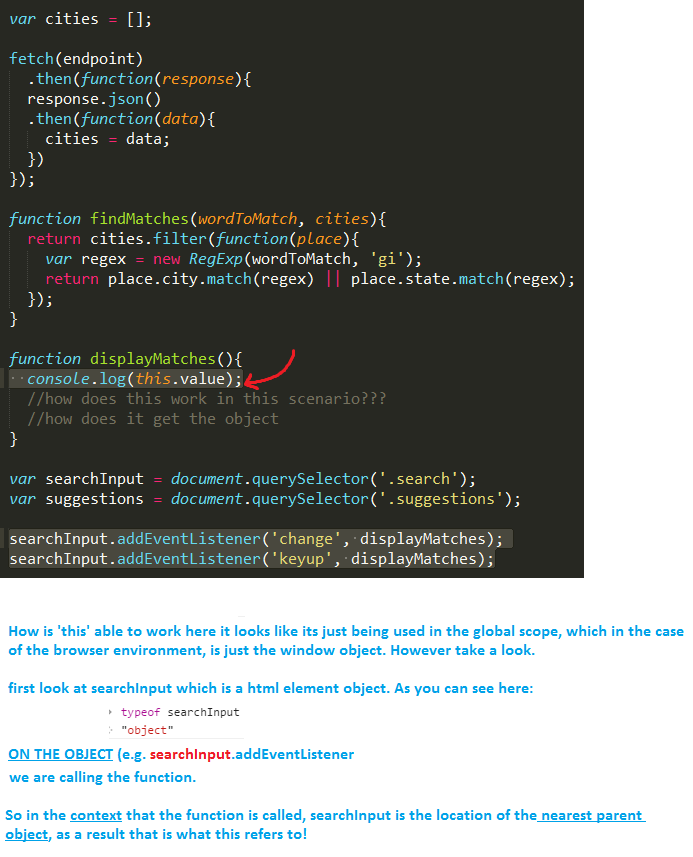 var cities = [];
fetch(endpoint)
.then(function(response){
response.json()
.then(function(data){
cities = data;
})
});
function findMatches(wordToMatch, cities){
return cities.filter(function(place){
var regex = new RegExp(wordToMatch, 'gi');
return place.city.match(regex) || place.state.match(regex);
});
}
function displayMatches(){
console.log(this.value);
//how does this work in this scenario???
//how does it get the object
}
var searchInput = document.querySelector('.search');
var suggestions = document.querySelector('.suggestions');
searchInput.addEventListener('change', displayMatches);
searchInput.addEventListener('keyup', displayMatches);
How is 'this' able to work here it looks like its just being used in the global scope, which in the case
of the browser environment, is just the window object. However take a look.
first look at searchInput which is a html element object. As you can see here:
typeof searchInput
"object"
ON THE OBJECT (e.g. searchInput.addEventListener
we are calling the function.
So in the context that the function is called, searchInput is the location of the nearest parent
object, as a result that is what this refers to!